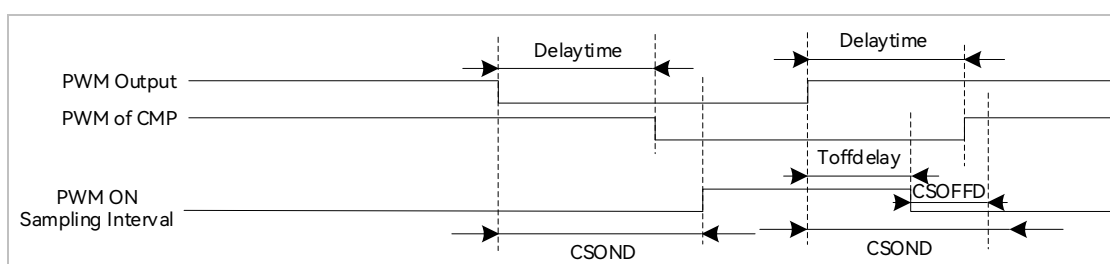 Delaytime
Delaytime
PWM Output
PWM of CMP
Toffdelay
PWM ON
Sampling Interval
CSOFFD
CSOND
CSOND